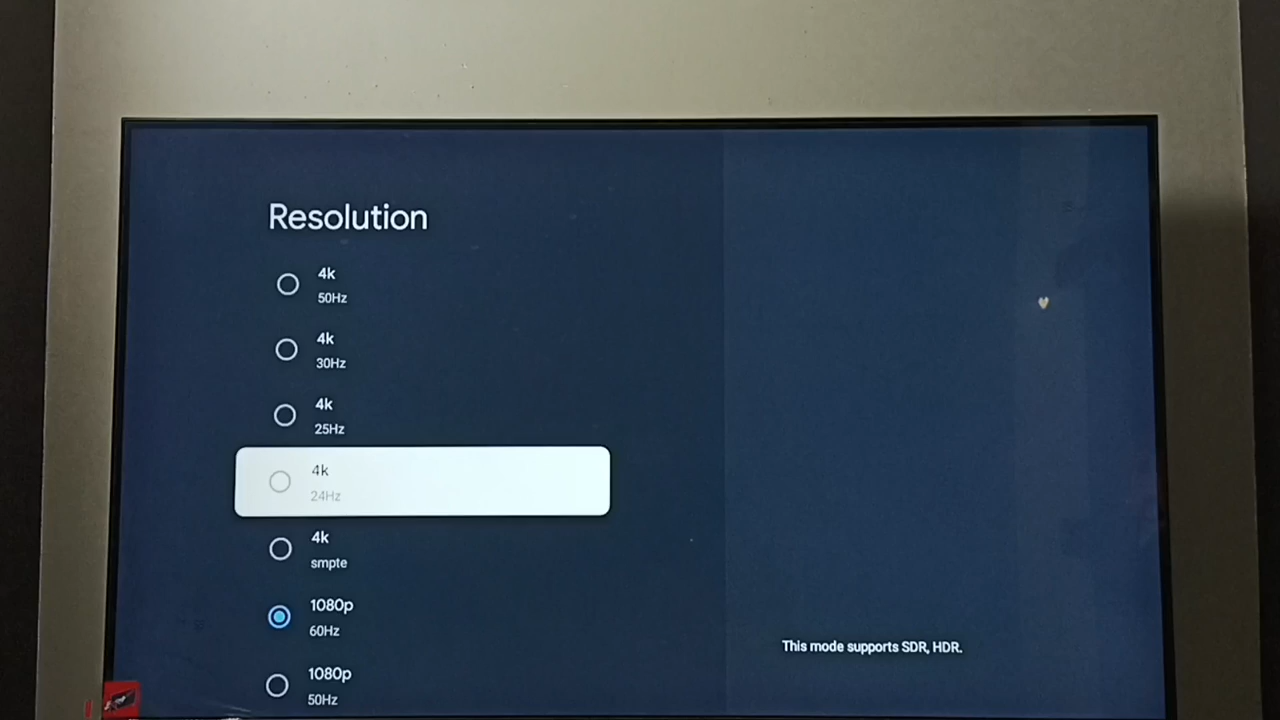 Resolution
4k
50Hz
4k
30Hz
4k
25Hz
4k
24Hz
4k
smpte
1080p
60Hz
1080p
50Hz
This mode supports SDR, HDR.